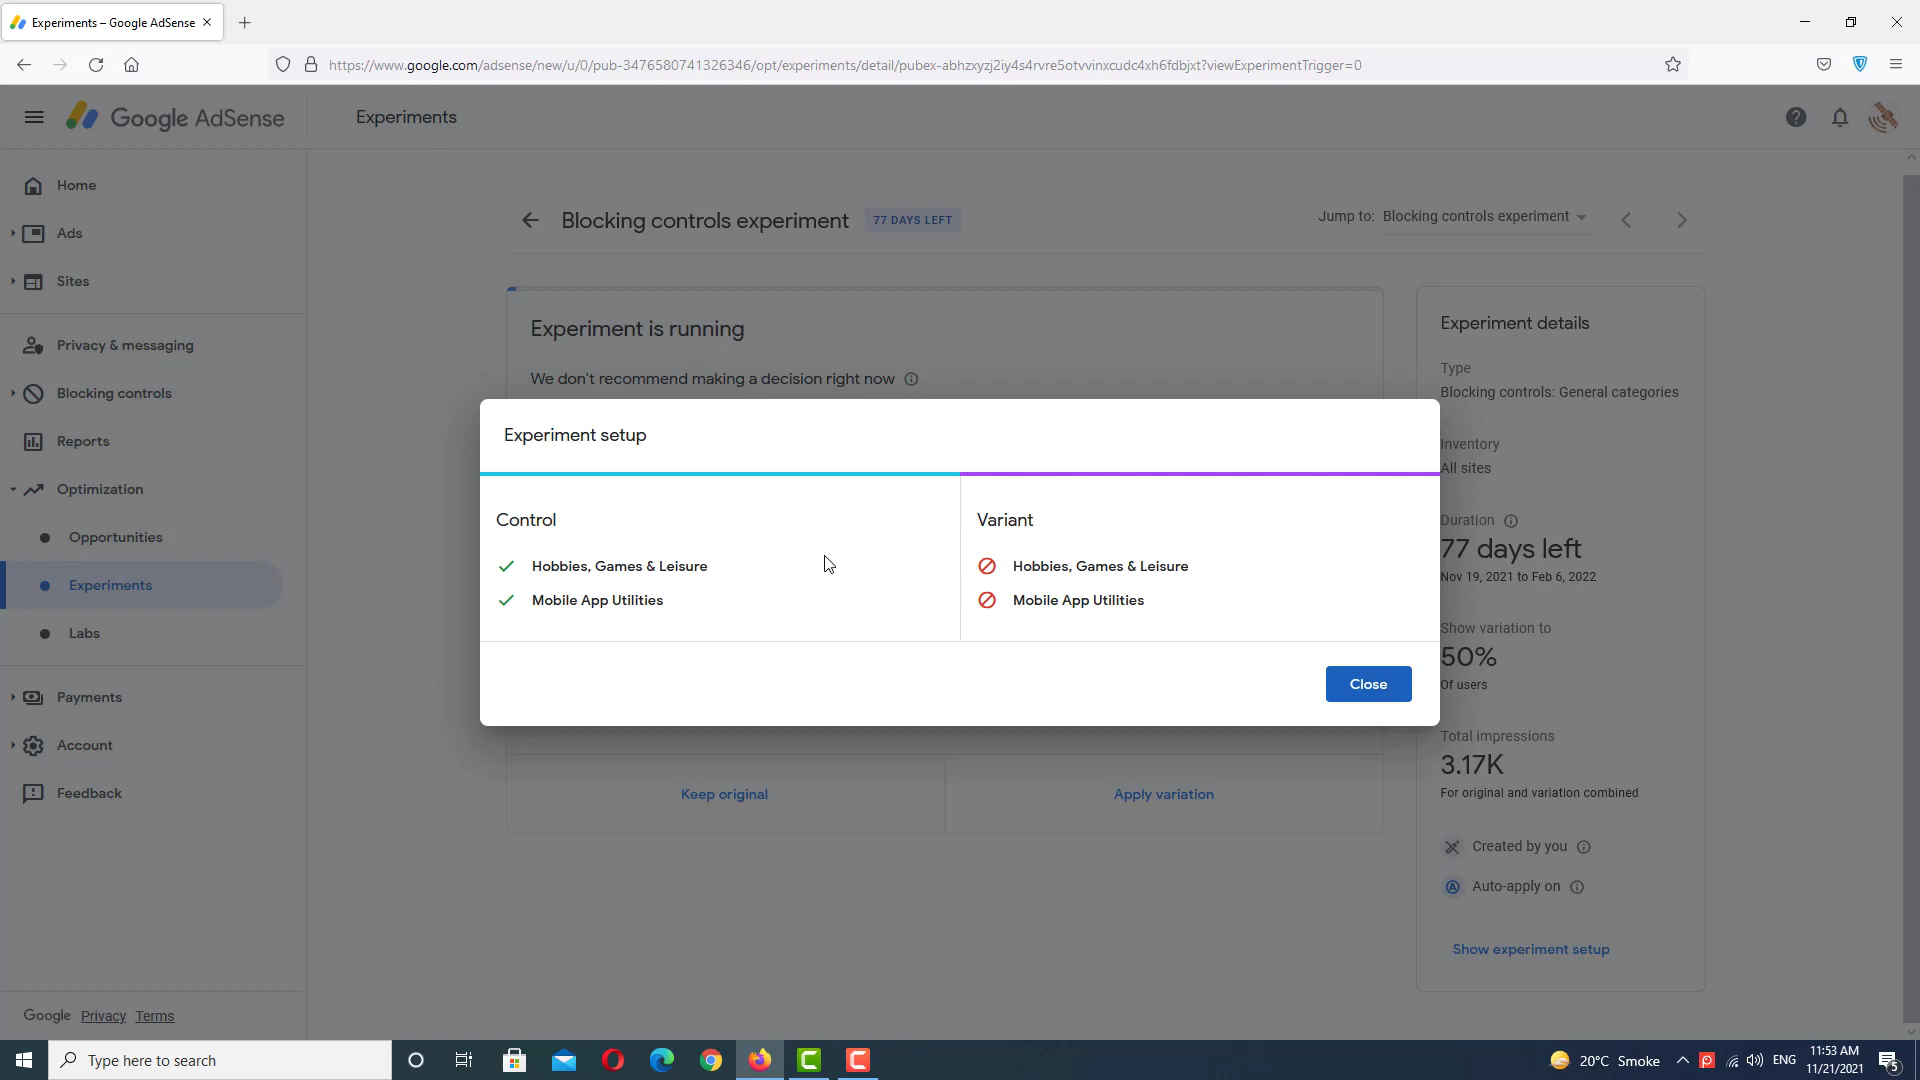 Experiments – Google AdSense
https://www.google.com/adsense/new/u/0/pub-3476580741326346/opt/experiments/detail/pubex-abhzxyzj2iy4s4rvre5otvvinxcudc4xh6fdbjxt?viewExperimentTrigger=0
Google AdSense
Experiments
Home
Ads
Sites
Privacy & messaging
Blocking controls
Reports
Optimization
Opportunities
Experiments
Labs
Payments
Account
Feedback
Google Privacy Terms
Blocking controls experiment 77 DAYS LEFT
Jump to: Blocking controls experiment
Experiment is running
We don't recommend making a decision right now
Experiment setup
Control
Hobbies, Games & Leisure
Mobile App Utilities
Variant
Hobbies, Games & Leisure
Mobile App Utilities
Close
Keep original
Apply variation
Experiment details
Type
Blocking controls: General categories
Inventory
All sites
Duration
77 days left
Nov 19, 2021 to Feb 6, 2022
Show variation to
50%
Of users
Total impressions
3.17K
For original and variation combined
Created by you
Auto-apply on
Show experiment setup
Type here to search
20°C Smoke
ENG
11:53 AM
11/21/2021
5